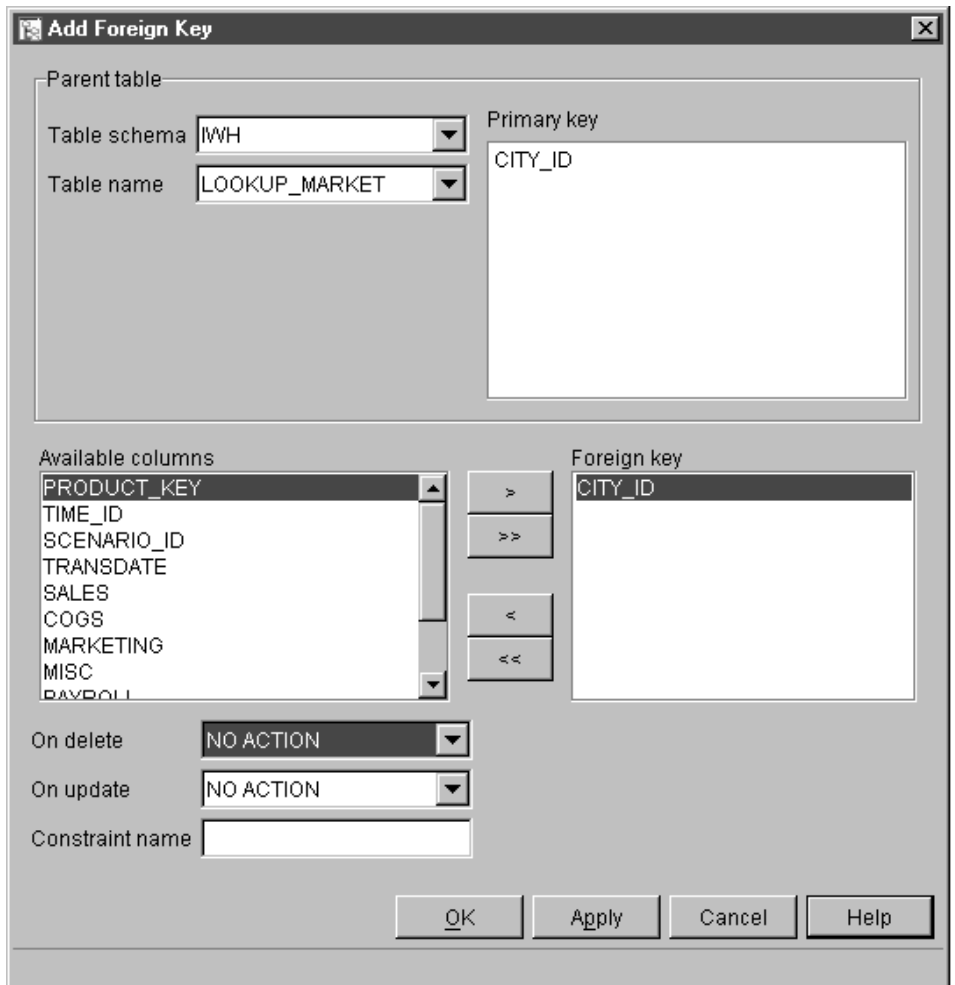 Add Foreign Key
Parent table
Table schema IWH
Table name LOOKUP_MARKET
Primary key
CITY_ID
Available columns
PRODUCT_KEY
TIME_ID
SCENARIO_ID
TRANSDATE
SALES
COGS
MARKETING
MISC
PAYROLL
>
>>
<
<<
Foreign key
CITY_ID
On delete NO ACTION
On update NO ACTION
Constraint name
OK Apply Cancel Help